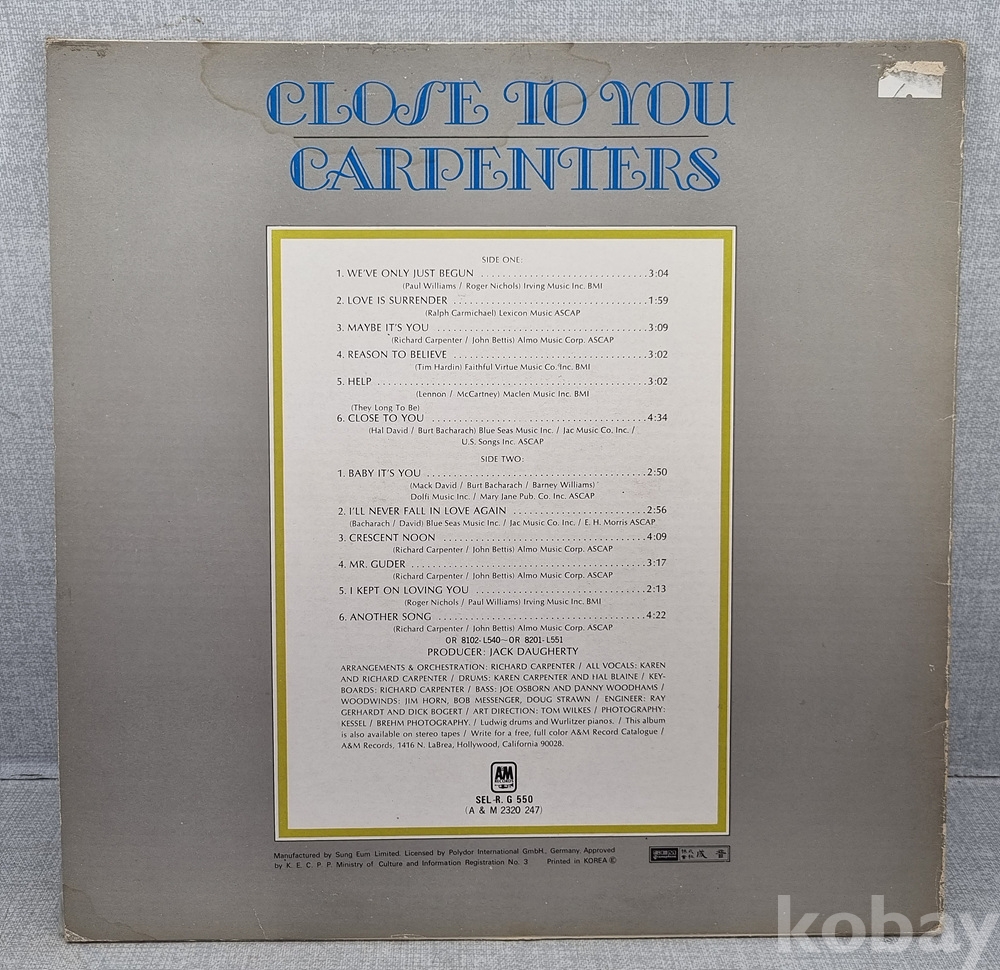 CLOSE TO YOU
CARPENTERS
SIDE ONE:
1. WE'VE ONLY JUST BEGUN ..............................3:04
(Paul Williams / Roger Nichols) Irving Music Inc. BMI
2. LOVE IS SURRENDER ...................................1:59
(Ralph Carmichael) Lexicon Music ASCAP
3. MAYBE IT'S YOU ......................................3:09
(Richard Carpenter / John Bettis) Almo Music Corp. ASCAP
4. REASON TO BELIEVE ...................................3:02
(Tim Hardin) Faithful Virtue Music Co. Inc. BMI
5. HELP ................................................3:02
(Lennon / McCartney) Maclen Music Inc. BMI
(They Long To Be)
6. CLOSE TO YOU .......................................4:34
(Hal David / Burt Bacharach) Blue Seas Music Inc. / Jac Music Co. Inc. /
U.S. Songs Inc. ASCAP
SIDE TWO:
1. BABY IT'S YOU .......................................2:50
(Mack David / Burt Bacharach / Barney Williams)
Dolfi Music Inc. / Mary Jane Pub. Co. Inc. ASCAP
2. I'LL NEVER FALL IN LOVE AGAIN ........................2:56
(Bacharach / David) Blue Seas Music Inc. / Jac Music Co. Inc. / E. H. Morris ASCAP
3. CRESCENT NOON .....................................4:09
(Richard Carpenter / John Bettis) Almo Music Corp. ASCAP
4. MR. GUDER ..........................................3:17
(Richard Carpenter / John Bettis) Almo Music Corp. ASCAP
5. I KEPT ON LOVING YOU ...............................2:13
(Roger Nichols / Paul Williams) Irving Music Inc. BMI
6. ANOTHER SONG ......................................4:22
(Richard Carpenter / John Bettis) Almo Music Corp. ASCAP
OR 8102-L540~OR 8201-L551
PRODUCER: JACK DAUGHERTY
ARRANGEMENTS & ORCHESTRATION: RICHARD CARPENTER / ALL VOCALS: KAREN
AND RICHARD CARPENTER / DRUMS: KAREN CARPENTER AND HAL BLAINE / KEY-
BOARDS: RICHARD CARPENTER / BASS: JOE OSBORN AND DANNY WOODHAMS /
WOODWINDS: JIM HORN, BOB MESSENGER, DOUG STRAWN / ENGINEER: RAY
GERHARDT AND DICK BOGERT / ART DIRECTION: TOM WILKES / PHOTOGRAPHY:
KESSEL / BREHM PHOTOGRAPHY. / Ludwig drums and Wurlitzer pianos. / This album
is also available on stereo tapes / Write for a free, full color A&M Record Catalogue /
A&M Records, 1416 N. LaBrea, Hollywood, California 90028.
AM
RECORDS
SEL-R. G 550
(A & M 2320 247)
Manufactured by Sung Eum Limited. Licensed by Polydor International GmbH., Germany. Approved
by K. E. C. P. P. Ministry of Culture and Information Registration No. 3 Printed in KOREA Ⓔ
株式会社 成音
kobay